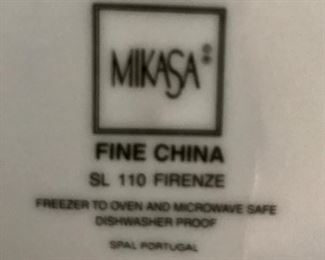 MIKASA®
FINE CHINA
SL 110 FIRENZE
FREEZER TO OVEN AND MICROWAVE SAFE
DISHWASHER PROOF
SPAL PORTUGAL